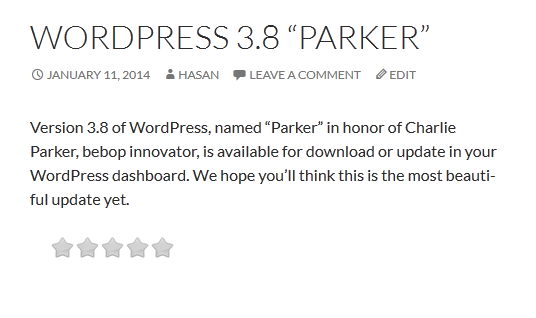 WORDPRESS 3.8 “PARKER”
JANUARY 11, 2014 HASAN LEAVE A COMMENT EDIT
Version 3.8 of WordPress, named “Parker” in honor of Charlie
Parker, bebop innovator, is available for download or update in your
WordPress dashboard. We hope you’ll think this is the most beauti-
ful update yet.